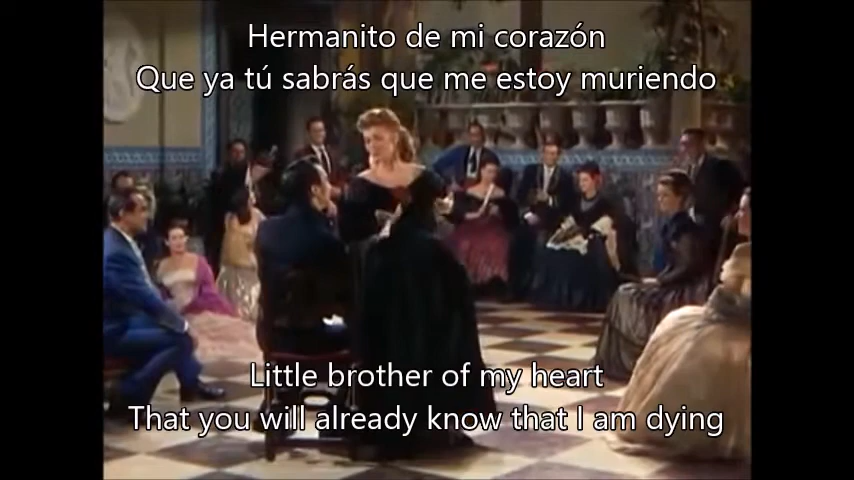 Hermanito de mi corazón
Que ya tú sabrás que me estoy muriendo
Little brother of my heart
That you will already know that I am dying